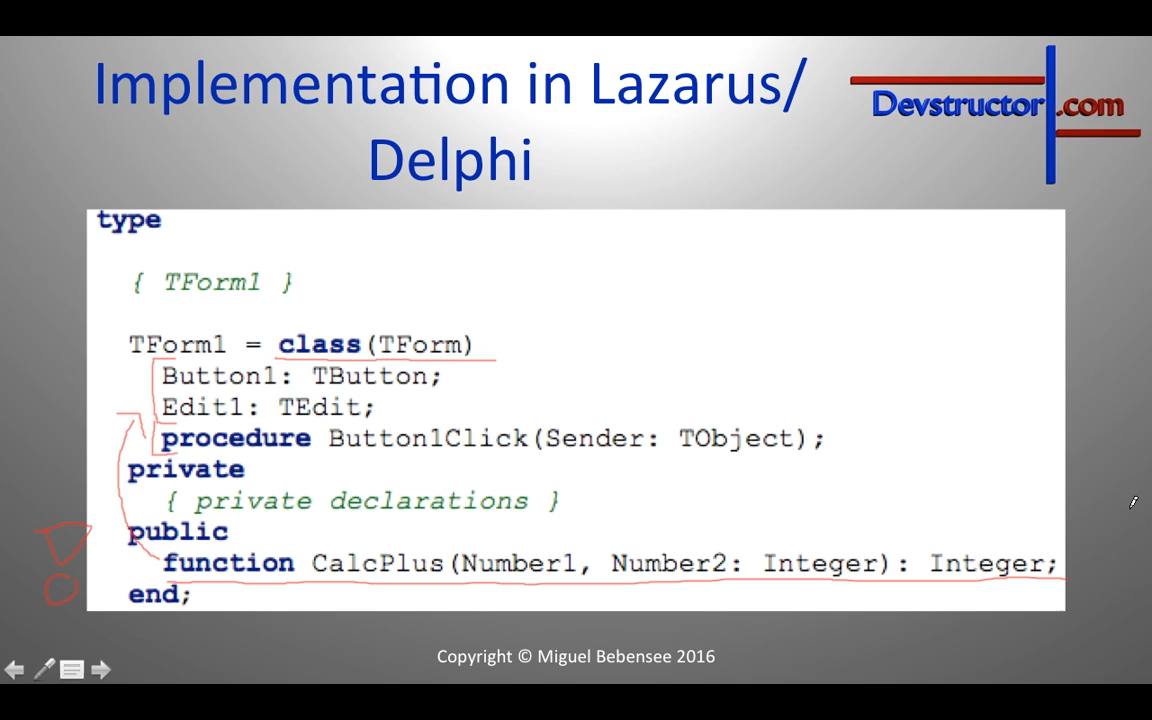 Implementation in Lazarus/
Delphi
Devstructor.com
type
{ TForm1 }
TForm1 = class(TForm)
Button1: TButton;
Edit1: TEdit;
procedure Button1Click(Sender: TObject);
private
{ private declarations }
public
function CalcPlus(Number1, Number2: Integer): Integer;
end;
Copyright © Miguel Bebensee 2016